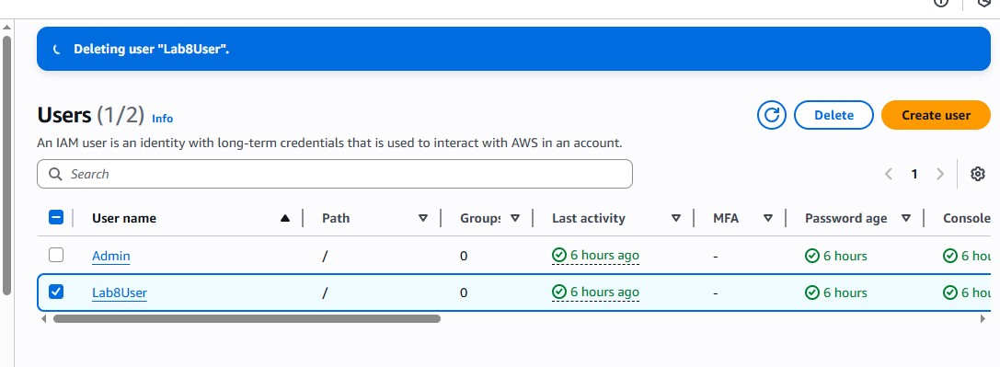 Deleting user "Lab8User".
Users (1/2) Info
Delete
Create user
An IAM user is an identity with long-term credentials that is used to interact with AWS in an account.
Search
1
User name Path Groups Last activity MFA Password age Console
Admin / 0 6 hours ago - 6 hours 6 hou
Lab8User / 0 6 hours ago - 6 hours 6 hou